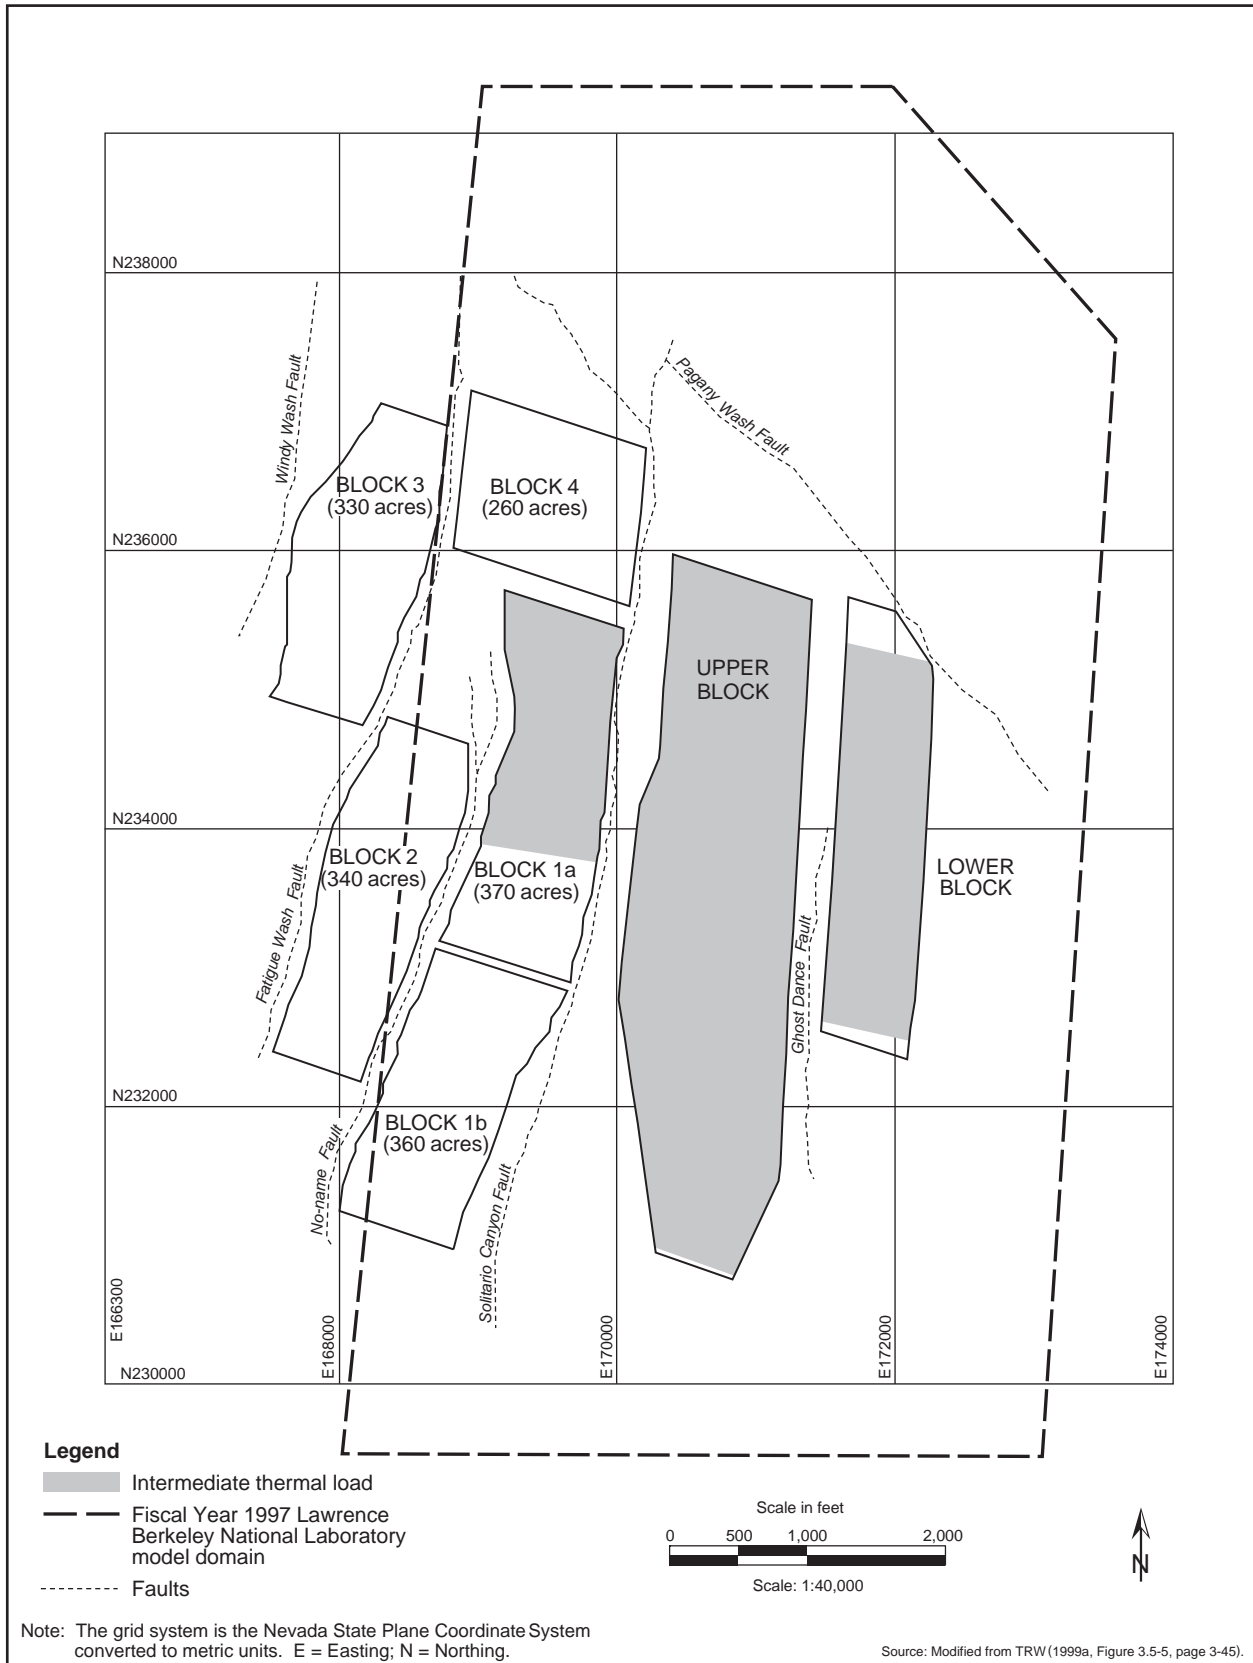 N238000
Windy Wash Fault
Pagany Wash Fault
BLOCK 3
(330 acres)
BLOCK 4
(260 acres)
N236000
UPPER
BLOCK
N234000
BLOCK 2
(340 acres)
BLOCK 1a
(370 acres)
LOWER
BLOCK
Fatigue Wash Fault
Ghost Dance Fault
N232000
BLOCK 1b
(360 acres)
No-name Fault
Solitario Canyon Fault
E166300
E168000
E170000
E172000
E174000
N230000
Legend
Intermediate thermal load
Fiscal Year 1997 Lawrence
Berkeley National Laboratory
model domain
Faults
Scale in feet
0 500 1,000 2,000
Scale: 1:40,000
N
Note: The grid system is the Nevada State Plane Coordinate System
converted to metric units. E = Easting; N = Northing.
Source: Modified from TRW (1999a, Figure 3.5-5, page 3-45).